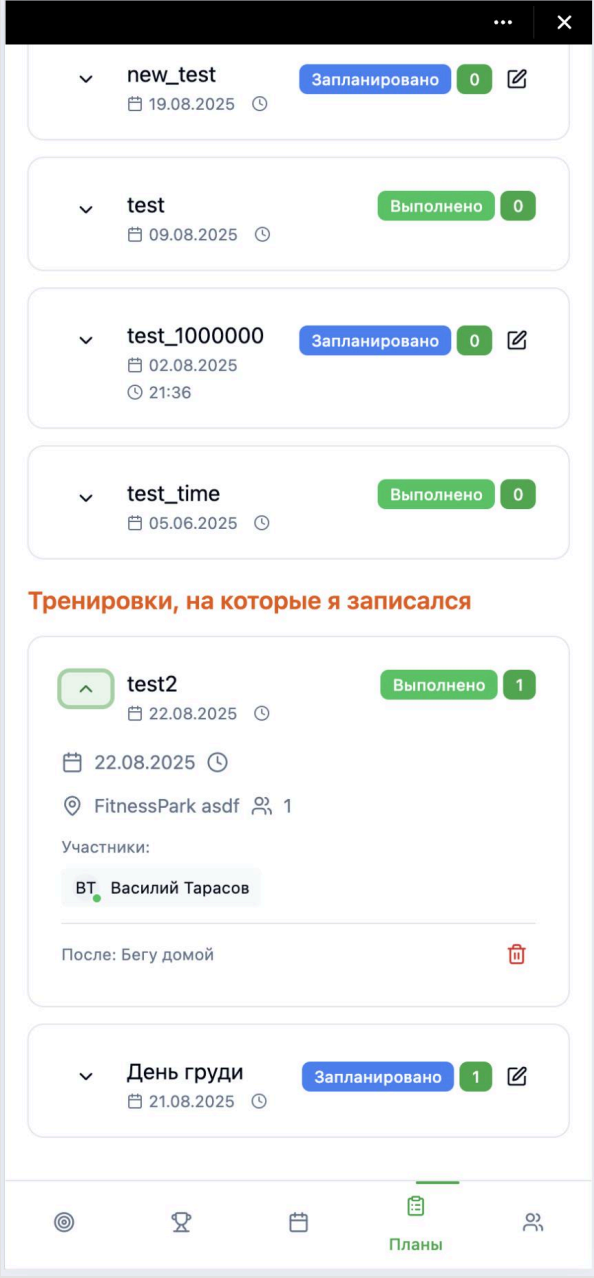 new_test
Запланировано 0
19.08.2025
test
Выполнено 0
09.08.2025
test_1000000
Запланировано 0
02.08.2025
21:36
test_time
Выполнено 0
05.06.2025
Тренировки, на которые я записался
test2
Выполнено 1
22.08.2025
22.08.2025
FitnessPark asdf 1
Участники:
ВТ Василий Тарасов
После: Бегу домой
День груди
Запланировано 1
21.08.2025
Планы